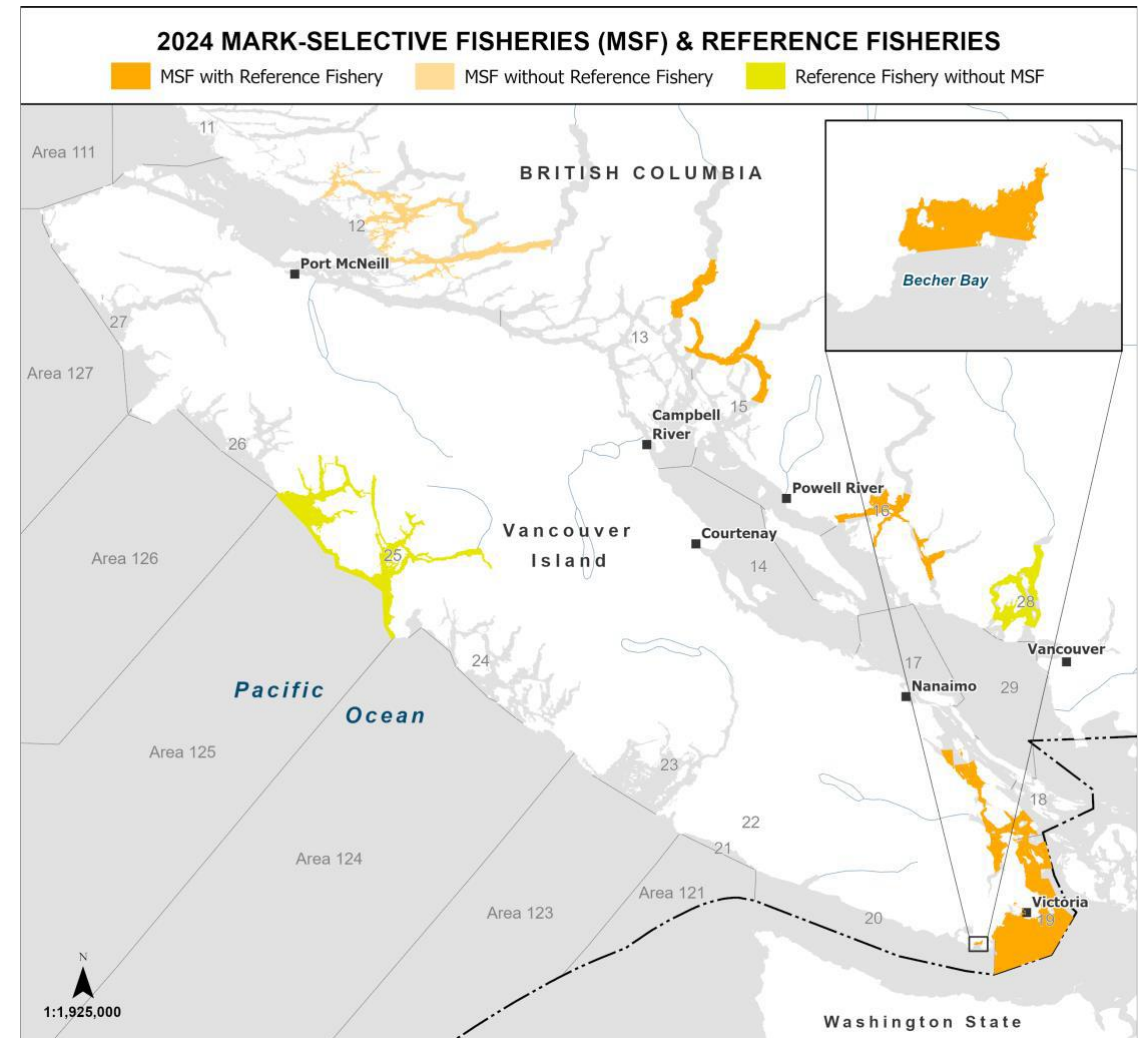 2024 MARK-SELECTIVE FISHERIES (MSF) & REFERENCE FISHERIES
MSF with Reference Fishery
MSF without Reference Fishery
Reference Fishery without MSF
11
Area 111
BRITISH COLUMBIA
12
Port McNeill
Becher Bay
27
13
Area 127
15
Campbell
River
26
Powell River
16
Vancouver
Island
Courtenay
Area 126
25
14
28
Vancouver
24
17
29
Nanaimo
Pacific
Ocean
Area 125
23
18
22
21
Area 124
Area 121
Victoria
19
Area 123
20
N
1:1,925,000
Washington State